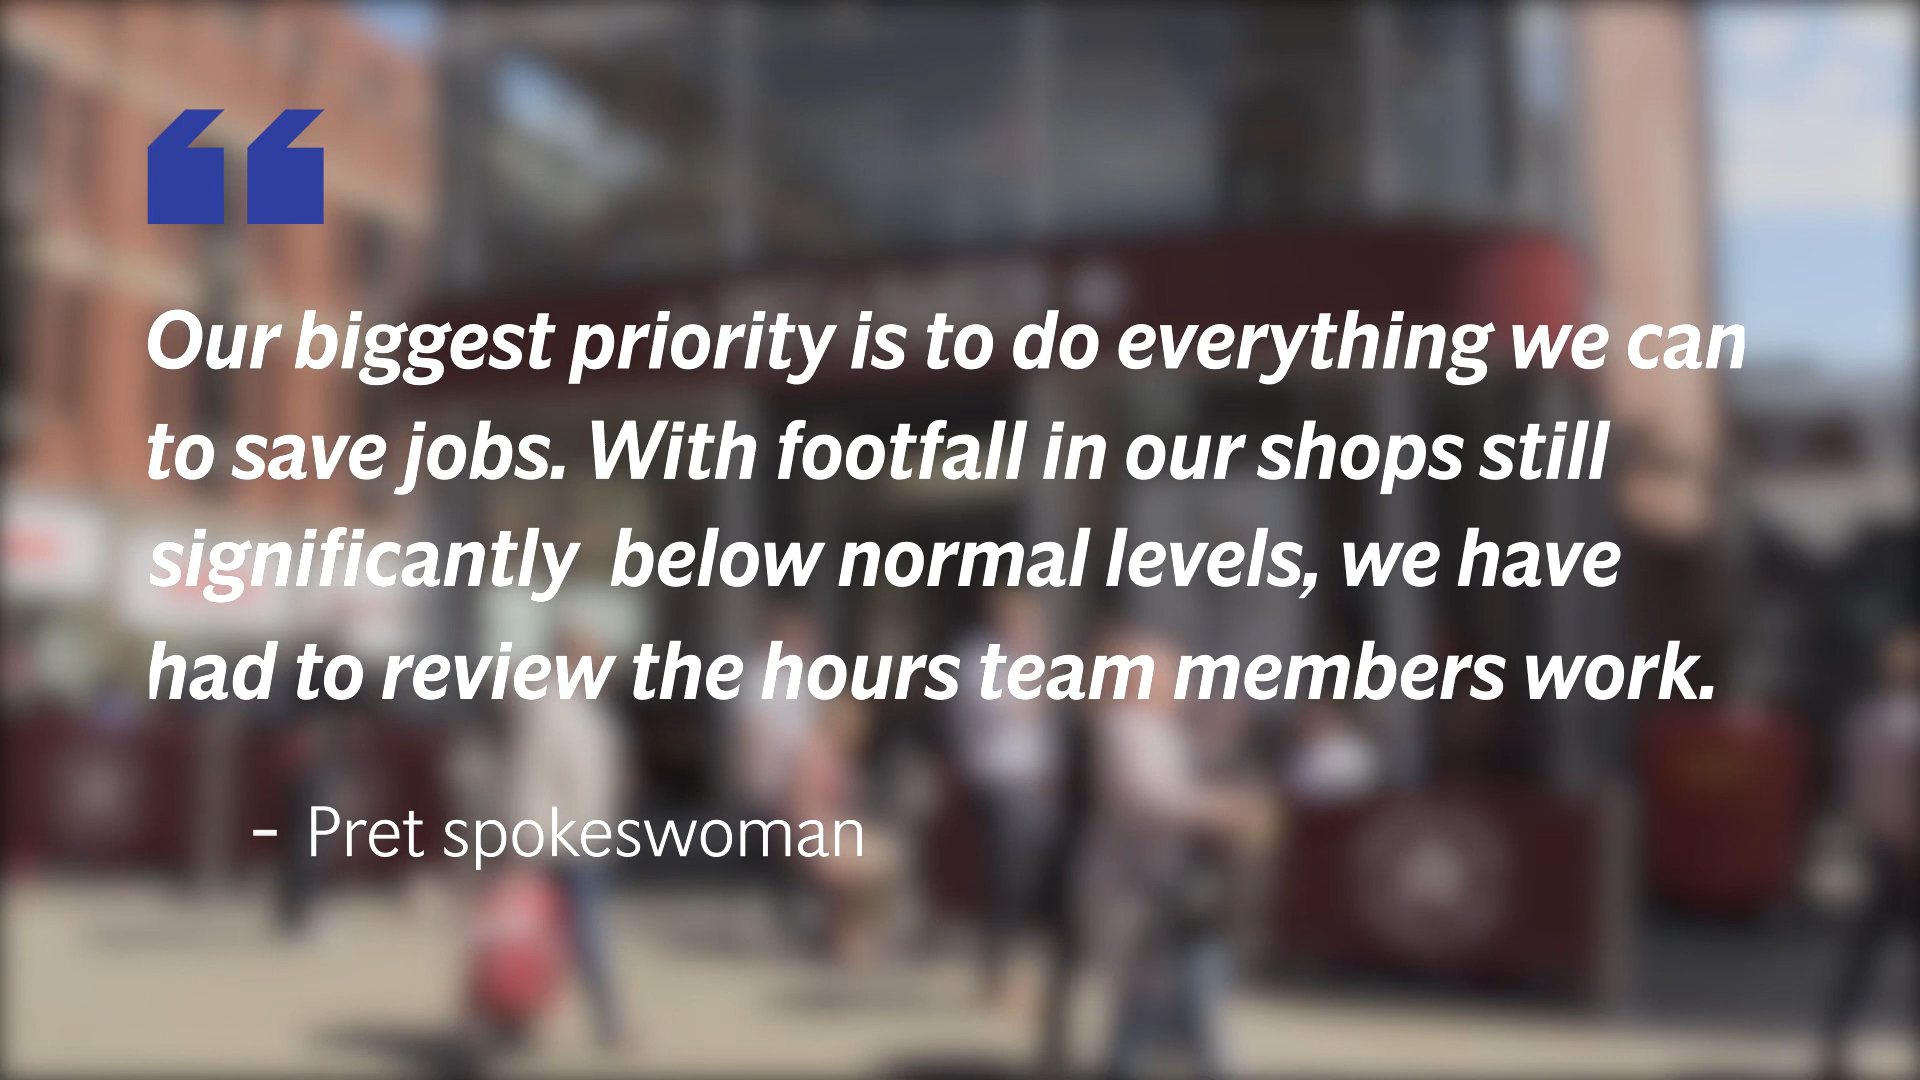 Our biggest priority is to do everything we can
to save jobs. With footfall in our shops still
significantly  below normal levels, we have
had to review the hours team members work.
- Pret spokeswoman